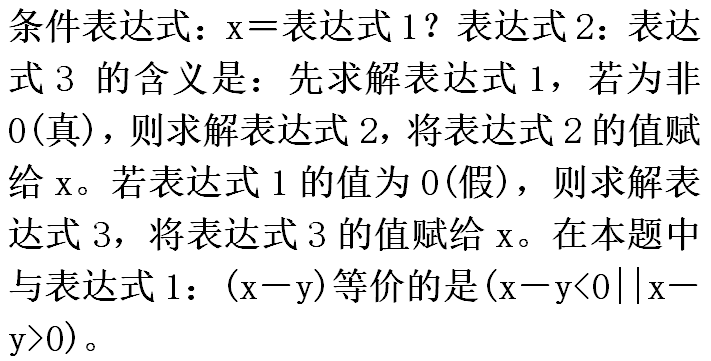 条件表达式：x＝表达式1？表达式2：表达
式3 的含义是：先求解表达式1，若为非
0(真)，则求解表达式2，将表达式2的值赋
给x。若表达式1的值为0(假)，则求解表
达式3，将表达式3的值赋给x。在本题中
与表达式1：(x－y)等价的是(x－y<0||x－
y>0)。